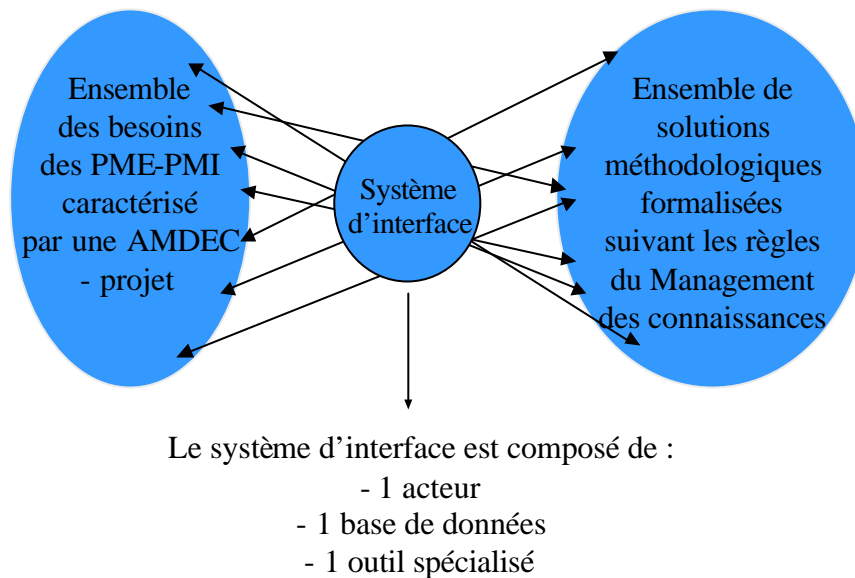 Ensemble
des besoins
des PME-PMI
caractérisé
par une AMDEC
- projet
Système
d’interface
Ensemble de
solutions
méthodologiques
formalisées
suivant les règles
du Management
des connaissances
Le système d’interface est composé de :
- 1 acteur
- 1 base de données
- 1 outil spécialisé